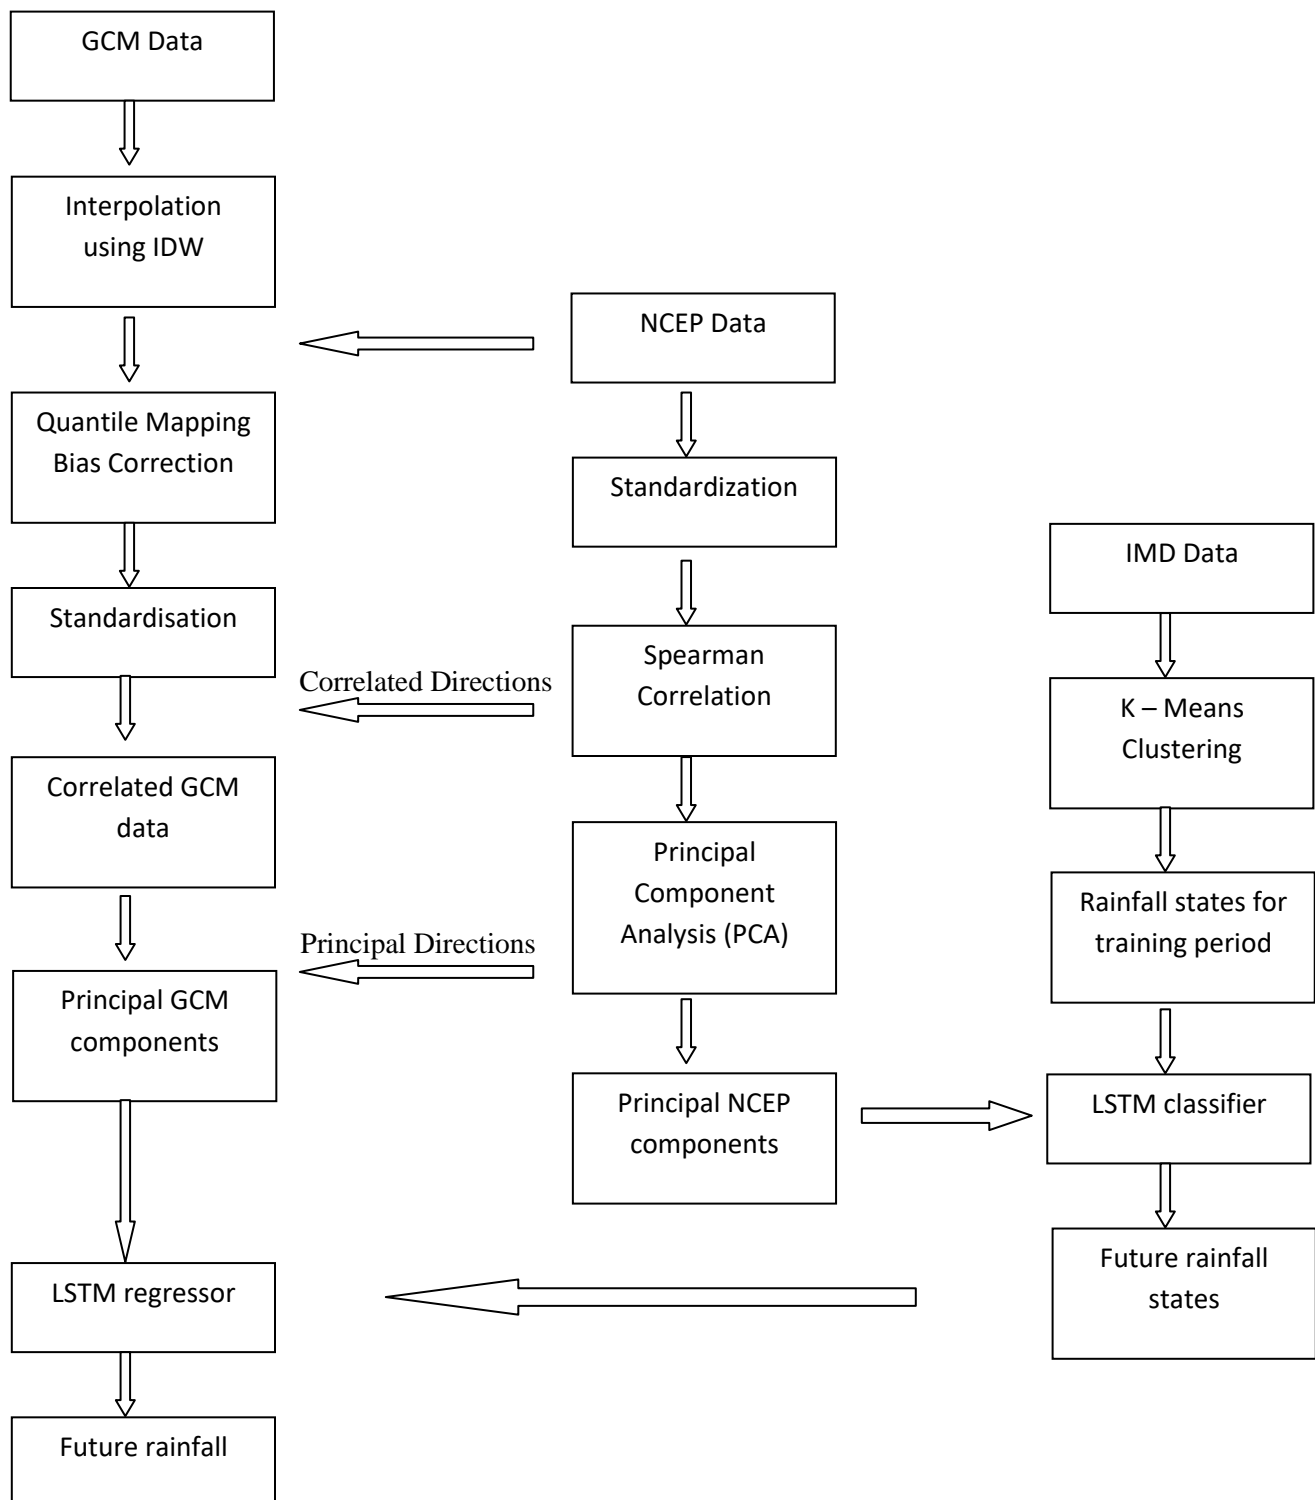 GCM Data
Interpolation
using IDW
Quantile Mapping
Bias Correction
Standardisation
Correlated GCM
data
Principal GCM
components
LSTM regressor
Future rainfall
NCEP Data
Standardization
Spearman
Correlation
Correlated Directions
Principal
Component
Analysis (PCA)
Principal Directions
Principal NCEP
components
IMD Data
K – Means
Clustering
Rainfall states for
training period
LSTM classifier
Future rainfall
states